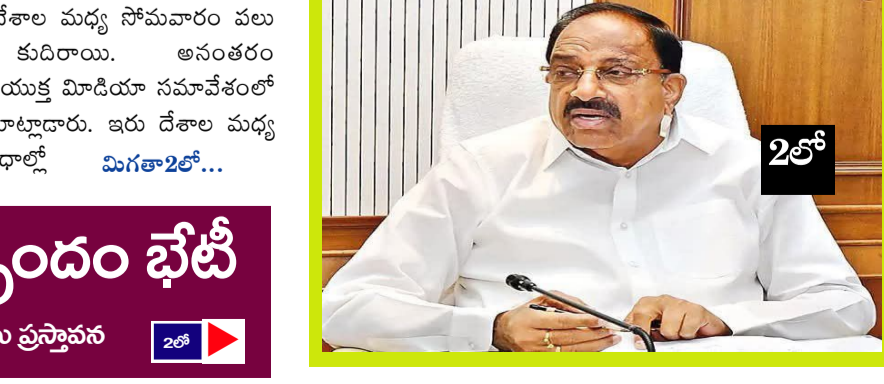 దేశాల మధ్య సోమవారం పలు
కుదిరాయి. అనంతరం
సంయుక్త మీడియా సమావేశంలో
మాట్లాడారు. ఇరు దేశాల మధ్య
మిగతా2లో...
బృందం భేటీ
ప్రస్తావన
2లో
2లో